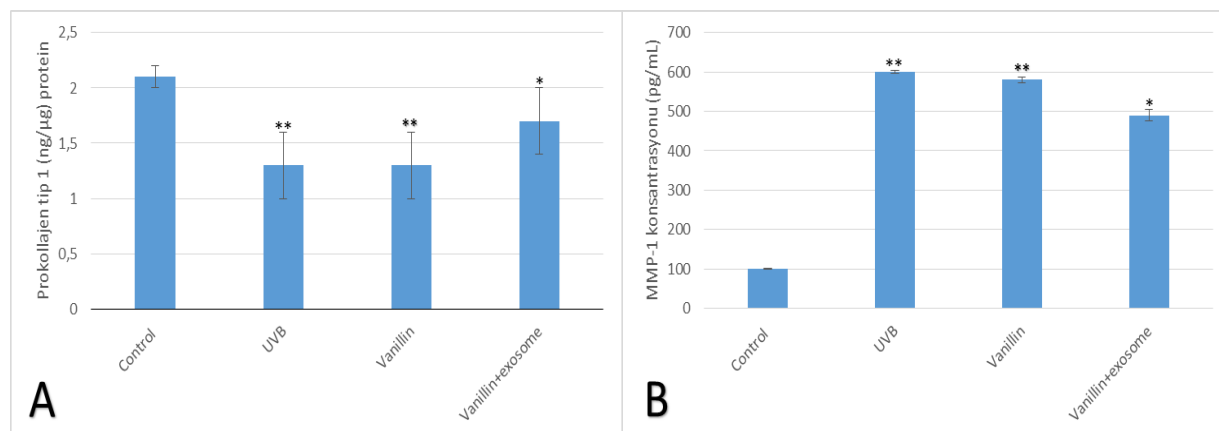 Prokollajen tip 1 (ng/µg) protein
2,5
2
1,5
1
0,5
0
**
**
*
Control
UVB
Vanillin
Vanillin+exosome
A
MMP-1 konsantrasyonu (pg/mL)
700
600
500
400
300
200
100
0
**
**
*
Control
UVB
Vanillin
Vanillin+exosome
B